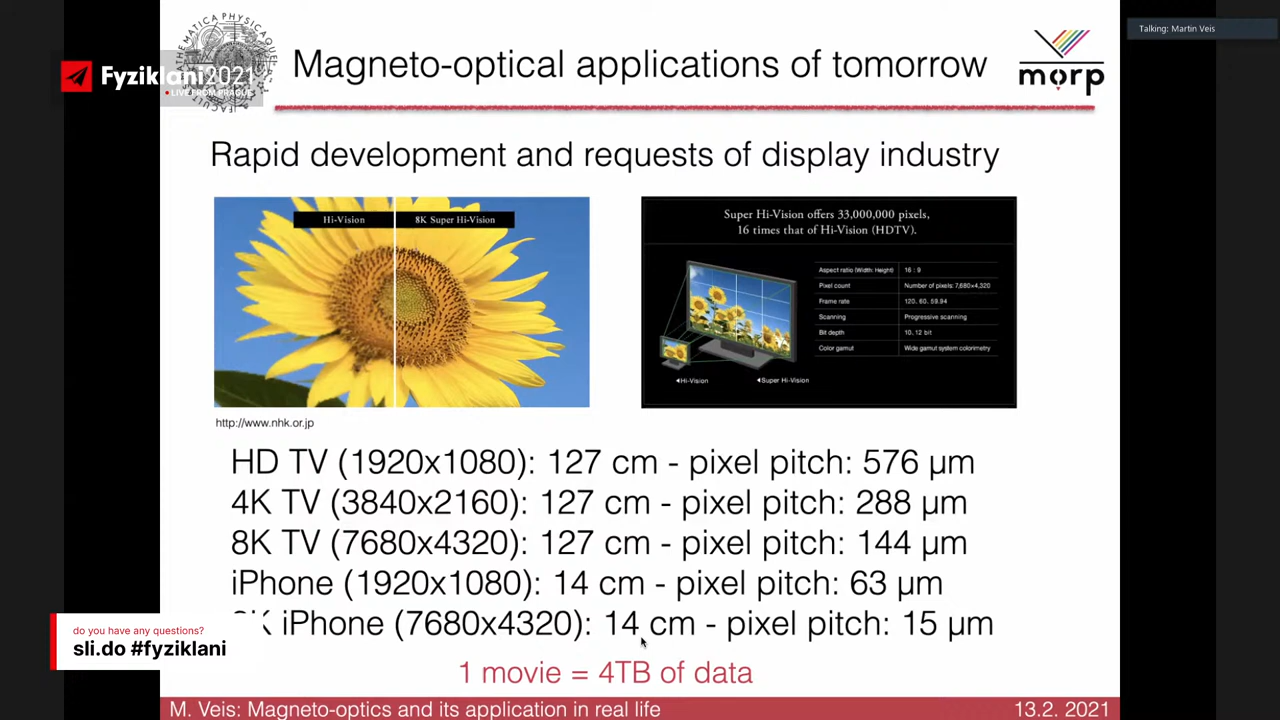 Talking: Martin Veis
Fyziklani2021
LIVE FROM PRAGUE
Magneto-optical applications of tomorrow
morp
Rapid development and requests of display industry
Hi-Vision
8K Super Hi-Vision
http://www.nhk.or.jp
Super Hi-Vision offers 33,000,000 pixels,
16 times that of Hi-Vision (HDTV).
Aspect ratio (Width: Height) 16 : 9
Pixel count Number of pixels: 7,680×4,320
Frame rate 120, 60, 59.94
Scanning Progressive scanning
Bit depth 10, 12 bit
Color gamut Wide gamut system colorimetry
◀Hi-Vision ◀Super Hi-Vision
HD TV (1920x1080): 127 cm - pixel pitch: 576 µm
4K TV (3840x2160): 127 cm - pixel pitch: 288 µm
8K TV (7680x4320): 127 cm - pixel pitch: 144 µm
iPhone (1920x1080): 14 cm - pixel pitch: 63 µm
iPhone (7680x4320): 14 cm - pixel pitch: 15 µm
do you have any questions?
sli.do #fyziklani
1 movie = 4TB of data
M. Veis: Magneto-optics and its application in real life
13.2. 2021